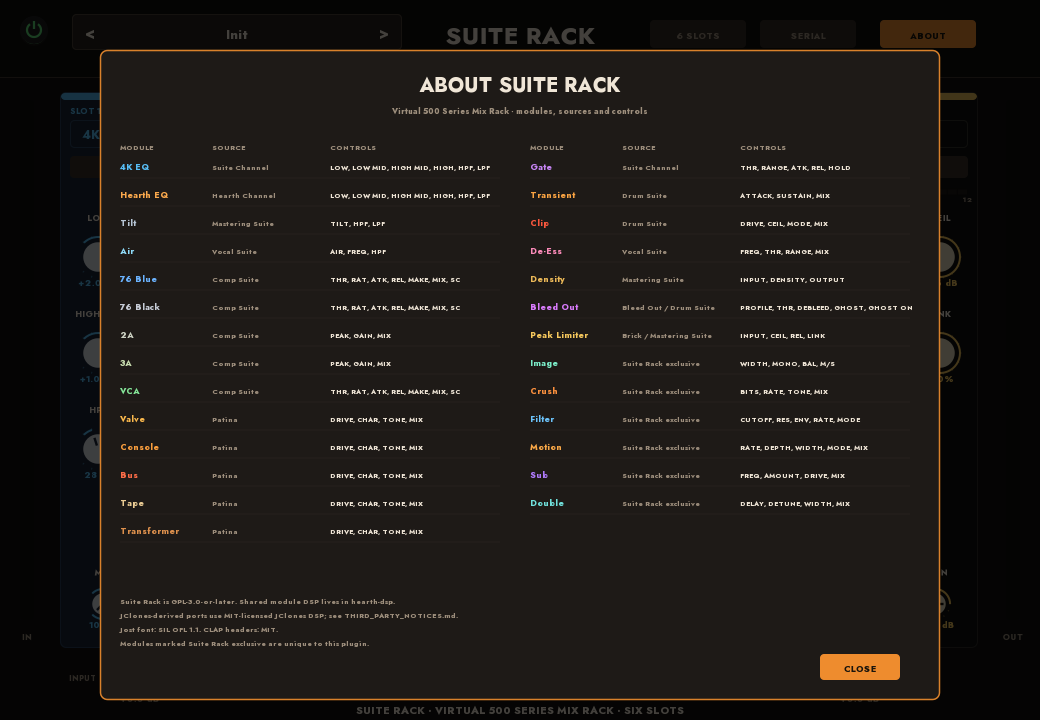 < Init >
SUITE RACK
6 SLOTS
SERIAL
ABOUT
ABOUT SUITE RACK
Virtual 500 Series Mix Rack · modules, sources and controls
MODULE SOURCE CONTROLS
4K EQ Suite Channel LOW, LOW MID, HIGH MID, HIGH, HPF, LPF
Hearth EQ Hearth Channel LOW, LOW MID, HIGH MID, HIGH, HPF, LPF
Tilt Mastering Suite TILT, HPF, LPF
Air Vocal Suite AIR, FREQ, HPF
76 Blue Comp Suite THR, RAT, ATK, REL, MAKE, MIX, SC
76 Black Comp Suite THR, RAT, ATK, REL, MAKE, MIX, SC
2A Comp Suite PEAK, GAIN, MIX
3A Comp Suite PEAK, GAIN, MIX
VCA Comp Suite THR, RAT, ATK, REL, MAKE, MIX, SC
Valve Patina DRIVE, CHAR, TONE, MIX
Console Patina DRIVE, CHAR, TONE, MIX
Bus Patina DRIVE, CHAR, TONE, MIX
Tape Patina DRIVE, CHAR, TONE, MIX
Transformer Patina DRIVE, CHAR, TONE, MIX
MODULE SOURCE CONTROLS
Gate Suite Channel THR, RANGE, ATK, REL, HOLD
Transient Drum Suite ATTACK, SUSTAIN, MIX
Clip Drum Suite DRIVE, CEIL, MODE, MIX
De-Ess Vocal Suite FREQ, THR, RANGE, MIX
Density Mastering Suite INPUT, DENSITY, OUTPUT
Bleed Out Bleed Out / Drum Suite PROFILE, THR, DEBLEED, GHOST, GHOST ON
Peak Limiter Brick / Mastering Suite INPUT, CEIL, REL, LINK
Image Suite Rack exclusive WIDTH, MONO, BAL, M/S
Crush Suite Rack exclusive BITS, RATE, TONE, MIX
Filter Suite Rack exclusive CUTOFF, RES, ENV, RATE, MODE
Motion Suite Rack exclusive RATE, DEPTH, WIDTH, MODE, MIX
Sub Suite Rack exclusive FREQ, AMOUNT, DRIVE, MIX
Double Suite Rack exclusive DELAY, DETUNE, WIDTH, MIX
Suite Rack is GPL-3.0-or-later. Shared module DSP lives in hearth-dsp.
JClones-derived ports use MIT-licensed JClones DSP; see THIRD_PARTY_NOTICES.md.
Jost font: SIL OFL 1.1. CLAP headers: MIT.
Modules marked Suite Rack exclusive are unique to this plugin.
CLOSE
IN
OUT
INPUT
SUITE RACK · VIRTUAL 500 SERIES MIX RACK · SIX SLOTS